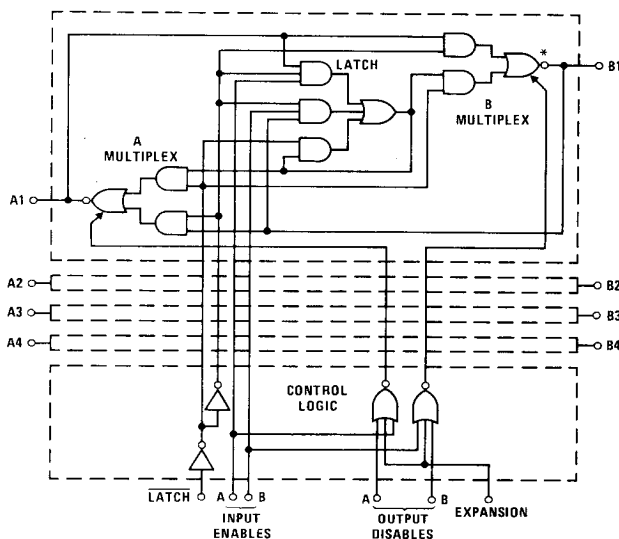 *
B1
LATCH
B
MULTIPLEX
A
MULTIPLEX
A1
A2
B2
A3
B3
A4
B4
CONTROL
LOGIC
LATCH
A
B
A
B
INPUT
ENABLES
OUTPUT
DISABLES
EXPANSION